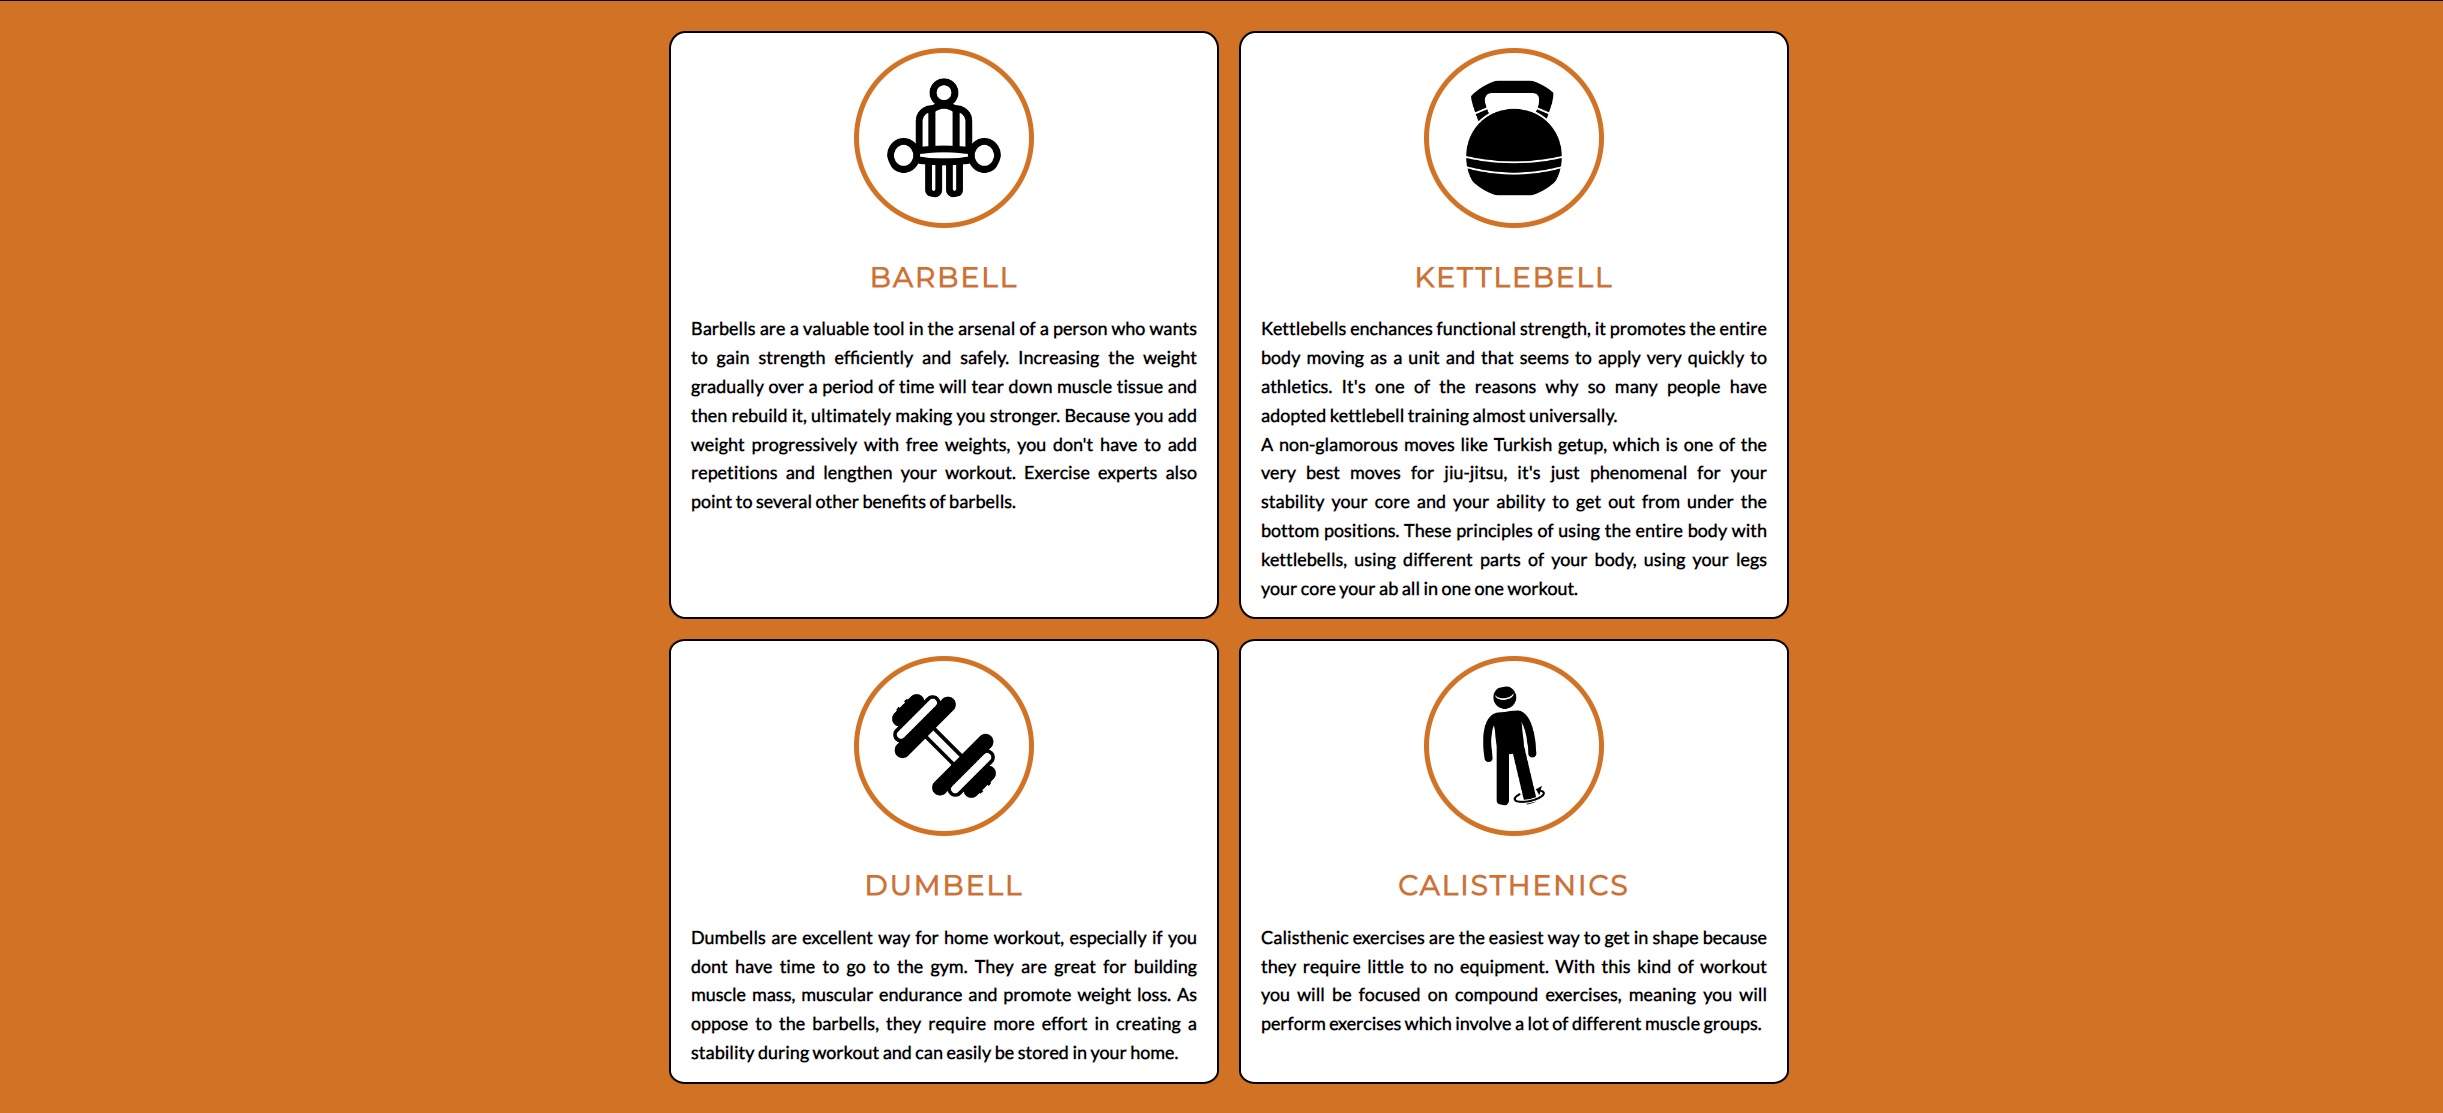 BARBELL
Barbells are a valuable tool in the arsenal of a person who wants
to gain strength efficiently and safely. Increasing the weight
gradually over a period of time will tear down muscle tissue and
then rebuild it, ultimately making you stronger. Because you add
weight progressively with free weights, you don't have to add
repetitions and lengthen your workout. Exercise experts also
point to several other benefits of barbells.
KETTLEBELL
Kettlebells enchances functional strength, it promotes the entire
body moving as a unit and that seems to apply very quickly to
athletics. It's one of the reasons why so many people have
adopted kettlebell training almost universally.
A non-glamorous moves like Turkish getup, which is one of the
very best moves for jiu-jitsu, it's just phenomenal for your
stability your core and your ability to get out from under the
bottom positions. These principles of using the entire body with
kettlebells, using different parts of your body, using your legs
your core your ab all in one one workout.
DUMBELL
Dumbells are excellent way for home workout, especially if you
dont have time to go to the gym. They are great for building
muscle mass, muscular endurance and promote weight loss. As
oppose to the barbells, they require more effort in creating a
stability during workout and can easily be stored in your home.
CALISTHENICS
Calisthenic exercises are the easiest way to get in shape because
they require little to no equipment. With this kind of workout
you will be focused on compound exercises, meaning you will
perform exercises which involve a lot of different muscle groups.